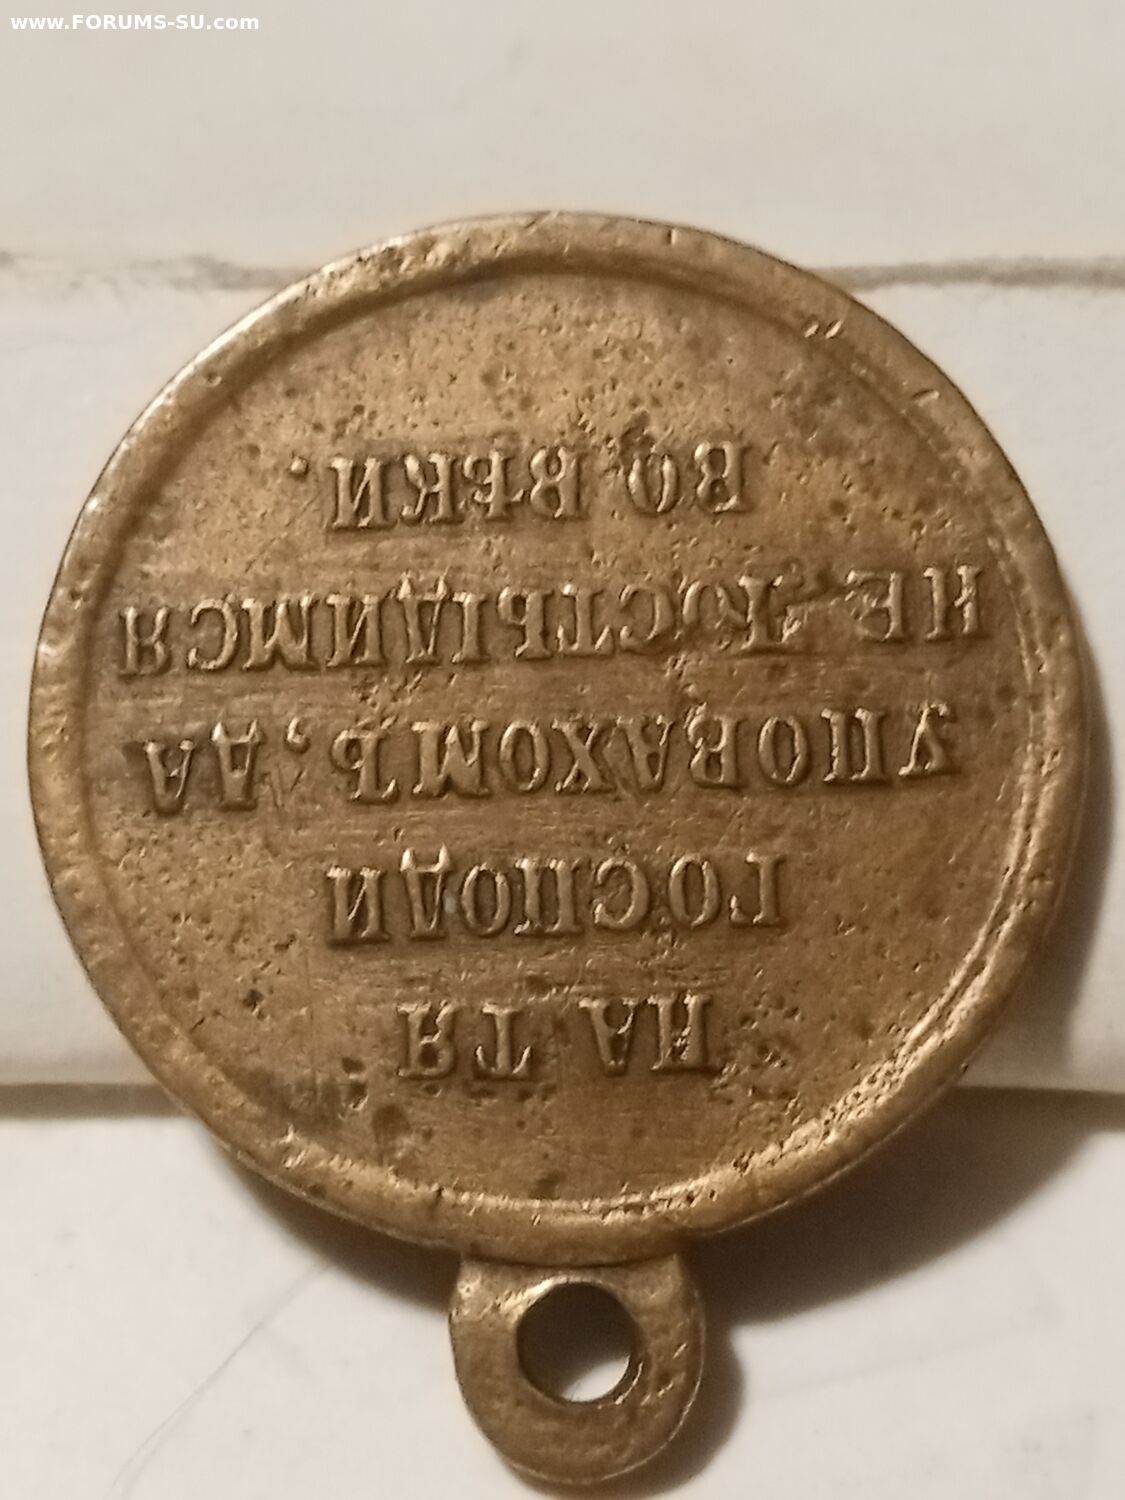 www.FORUMS-SU.com
НА ТЯ
ГОСПОДИ
УПОВАХОМЪ, ДА
НЕ ПОСТЫДИМСЯ
ВО ВѢКИ.